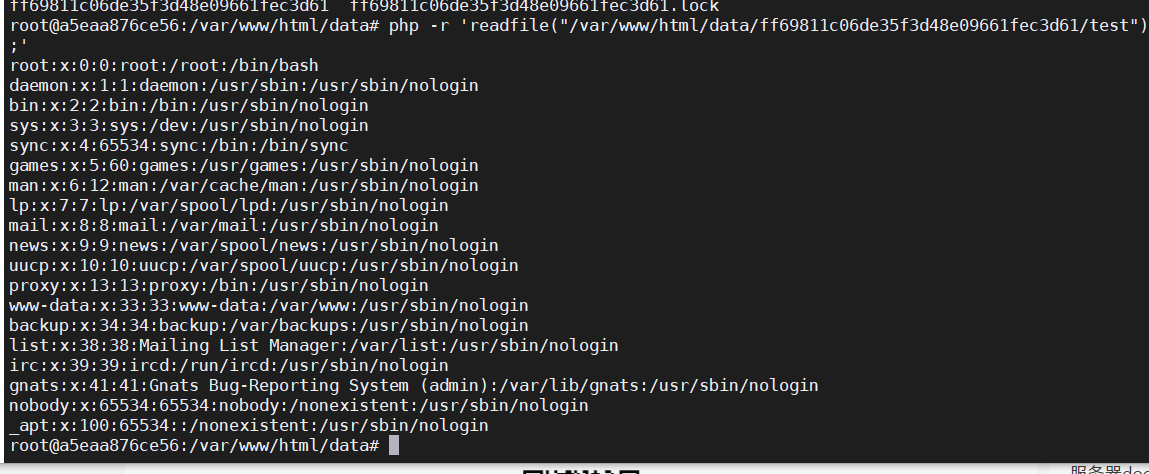 ff69811c06de35f3d48e09661fec3d61  ff69811c06de35f3d48e09661fec3d61.lock
root@a5eaa876ce56:/var/www/html/data# php -r 'readfile("/var/www/html/data/ff69811c06de35f3d48e09661fec3d61/test")
;'
root:x:0:0:root:/root:/bin/bash
daemon:x:1:1:daemon:/usr/sbin:/usr/sbin/nologin
bin:x:2:2:bin:/bin:/usr/sbin/nologin
sys:x:3:3:sys:/dev:/usr/sbin/nologin
sync:x:4:65534:sync:/bin:/bin/sync
games:x:5:60:games:/usr/games:/usr/sbin/nologin
man:x:6:12:man:/var/cache/man:/usr/sbin/nologin
lp:x:7:7:lp:/var/spool/lpd:/usr/sbin/nologin
mail:x:8:8:mail:/var/mail:/usr/sbin/nologin
news:x:9:9:news:/var/spool/news:/usr/sbin/nologin
uucp:x:10:10:uucp:/var/spool/uucp:/usr/sbin/nologin
proxy:x:13:13:proxy:/bin:/usr/sbin/nologin
www-data:x:33:33:www-data:/var/www:/usr/sbin/nologin
backup:x:34:34:backup:/var/backups:/usr/sbin/nologin
list:x:38:38:Mailing List Manager:/var/list:/usr/sbin/nologin
irc:x:39:39:ircd:/run/ircd:/usr/sbin/nologin
gnats:x:41:41:Gnats Bug-Reporting System (admin):/var/lib/gnats:/usr/sbin/nologin
nobody:x:65534:65534:nobody:/nonexistent:/usr/sbin/nologin
_apt:x:100:65534::/nonexistent:/usr/sbin/nologin
root@a5eaa876ce56:/var/www/html/data#